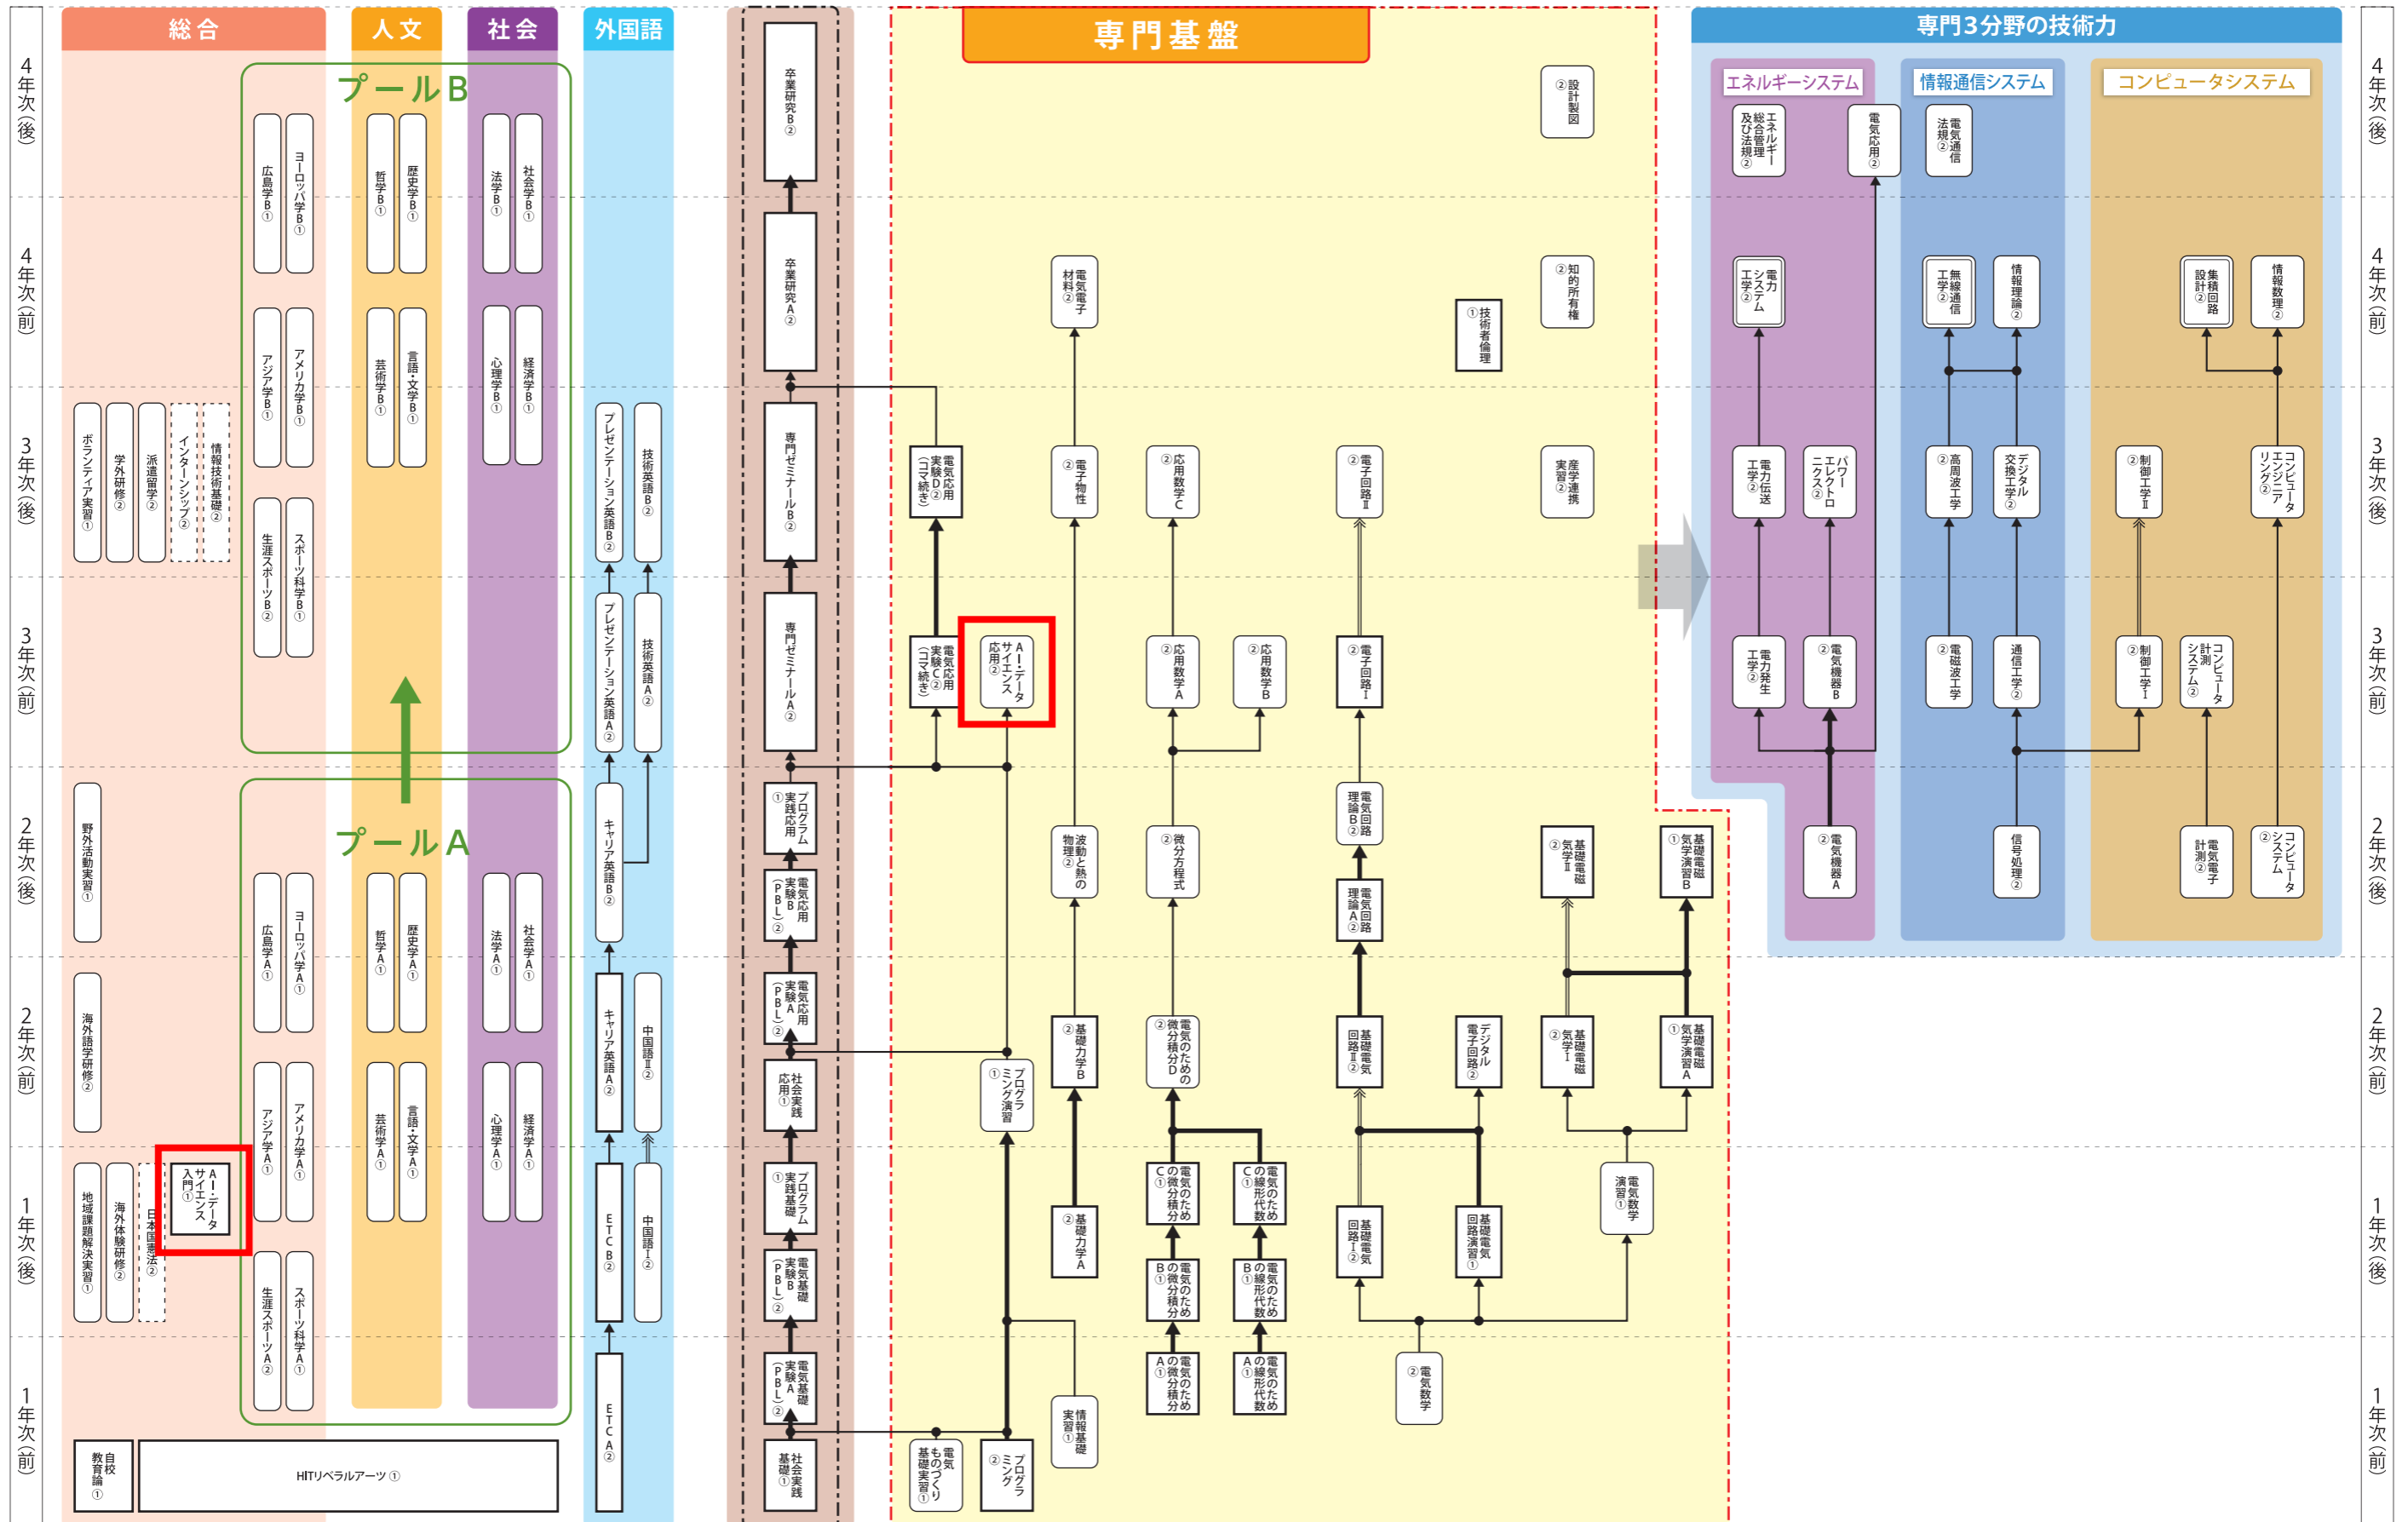 総合
人文
社会
外国語
専門基盤
専門3分野の技術力
エネルギーシステム
情報通信システム
コンピュータシステム
4年次(後)
4年次(前)
3年次(後)
3年次(前)
2年次(後)
2年次(前)
1年次(後)
1年次(前)
プールB
広島学B①
ヨーロッパ学B①
哲学B①
歴史学B①
法学B①
社会学B①
アジア学B①
アメリカ学B①
芸術学B①
言語・文学B①
心理学B①
経済学B①
生涯スポーツB②
スポーツ科学B①
ボランティア実習①
学外研修②
派遣留学②
インターンシップ②
情報技術基礎②
プールA
野外活動実習①
広島学A①
ヨーロッパ学A①
哲学A①
歴史学A①
法学A①
社会学A①
海外語学研修②
アジア学A①
アメリカ学A①
芸術学A①
言語・文学A①
心理学A①
経済学A①
地域課題解決実習①
海外体験研修②
日本国憲法②
AI・データ
サイエンス
入門①
生涯スポーツA②
スポーツ科学A①
自校
教育論①
HITリベラルアーツ①
プレゼンテーション英語B②
技術英語B②
プレゼンテーション英語A②
技術英語A②
キャリア英語B②
キャリア英語A②
中国語Ⅱ②
ETC B②
中国語Ⅰ②
ETC A②
卒業研究B②
卒業研究A②
専門ゼミナールB②
専門ゼミナールA②
プログラム
実践応用
①
電気応用
実験B
(PBL)②
電気応用
実験A
(PBL)②
社会実践
応用①
プログラム
実践基礎
①
電気基礎
実験B
(PBL)②
電気基礎
実験A
(PBL)②
社会実践
基礎①
設計製図
②
電気電子
材料②
技術者倫理
①
知的所有権
②
電気応用
実験D②
(コマ続き)
電子物性
②
応用数学C
②
電子回路Ⅱ
②
産学連携
実習②
電気応用
実験C②
(コマ続き)
AI・データ
サイエンス
応用②
応用数学A
②
応用数学B
②
電子回路Ⅰ
②
波動と熱の
物理②
微分方程式
②
電気回路
理論B②
電気回路
理論A②
基礎電磁
気学Ⅱ
②
基礎電磁
気学演習B
①
プログラ
ミング演習
①
基礎力学B
②
電気のための
微分積分D
②
基礎電気
回路Ⅱ②
デジタル
電子回路②
基礎電磁
気学Ⅰ
②
基礎電磁
気学演習A
①
基礎力学A
②
電気のため
の微分積分
C①
電気のため
の線形代数
C①
電気のため
の微分積分
B①
電気のため
の線形代数
B①
基礎電気
回路Ⅰ②
基礎電気
回路演習①
電気数学
演習①
電気
ものづくり
基礎実習①
プログラ
ミング
②
情報基礎
実習①
電気のため
の微分積分
A①
電気のため
の線形代数
A①
電気数学
②
エネルギー
総合管理
及び法規②
電気応用②
電気通信
法規②
電力
システム
工学②
無線通信
工学②
情報理論②
集積回路
設計②
情報数理②
電力伝送
工学②
パワー
エレクトロ
ニクス②
高周波工学
②
デジタル
交換工学②
制御工学Ⅱ
②
コンピュータ
エンジニア
リング②
電力発生
工学②
電気機器B
②
電磁波工学
②
通信工学②
制御工学Ⅰ
②
コンピュータ
計測
システム②
電気機器A
②
信号処理②
電気電子
計測②
コンピュータ
システム
②
4年次(後)
4年次(前)
3年次(後)
3年次(前)
2年次(後)
2年次(前)
1年次(後)
1年次(前)